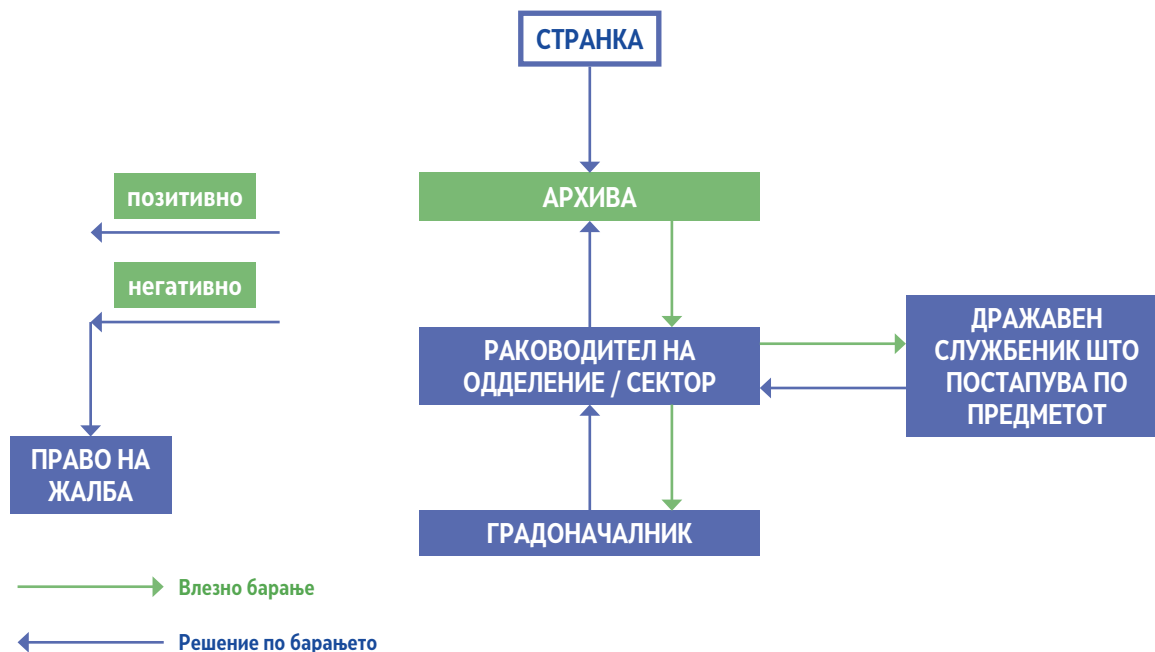 СТРАНКА
позитивно
АРХИВА
негативно
РАКОВОДИТЕЛ НА
ОДДЕЛЕНИЕ / СЕКТОР
ДРАЖАВЕН
СЛУЖБЕНИК ШТО
ПОСТАПУВА ПО
ПРЕДМЕТОТ
ПРАВО НА
ЖАЛБА
ГРАДОНАЧАЛНИК
Влезно барање
Решение по барањето